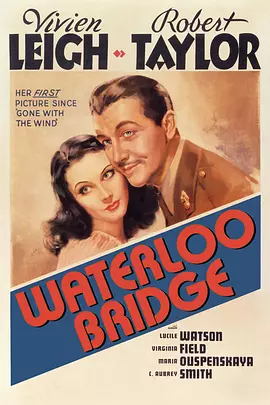 Vivien Robert
LEIGH TAYLOR
HER FIRST
PICTURE SINCE
'GONE WITH
THE WIND'
WATERLOO
BRIDGE
with
LUCILE WATSON
VIRGINIA FIELD
MARIA OUSPENSKAYA
C. AUBREY SMITH